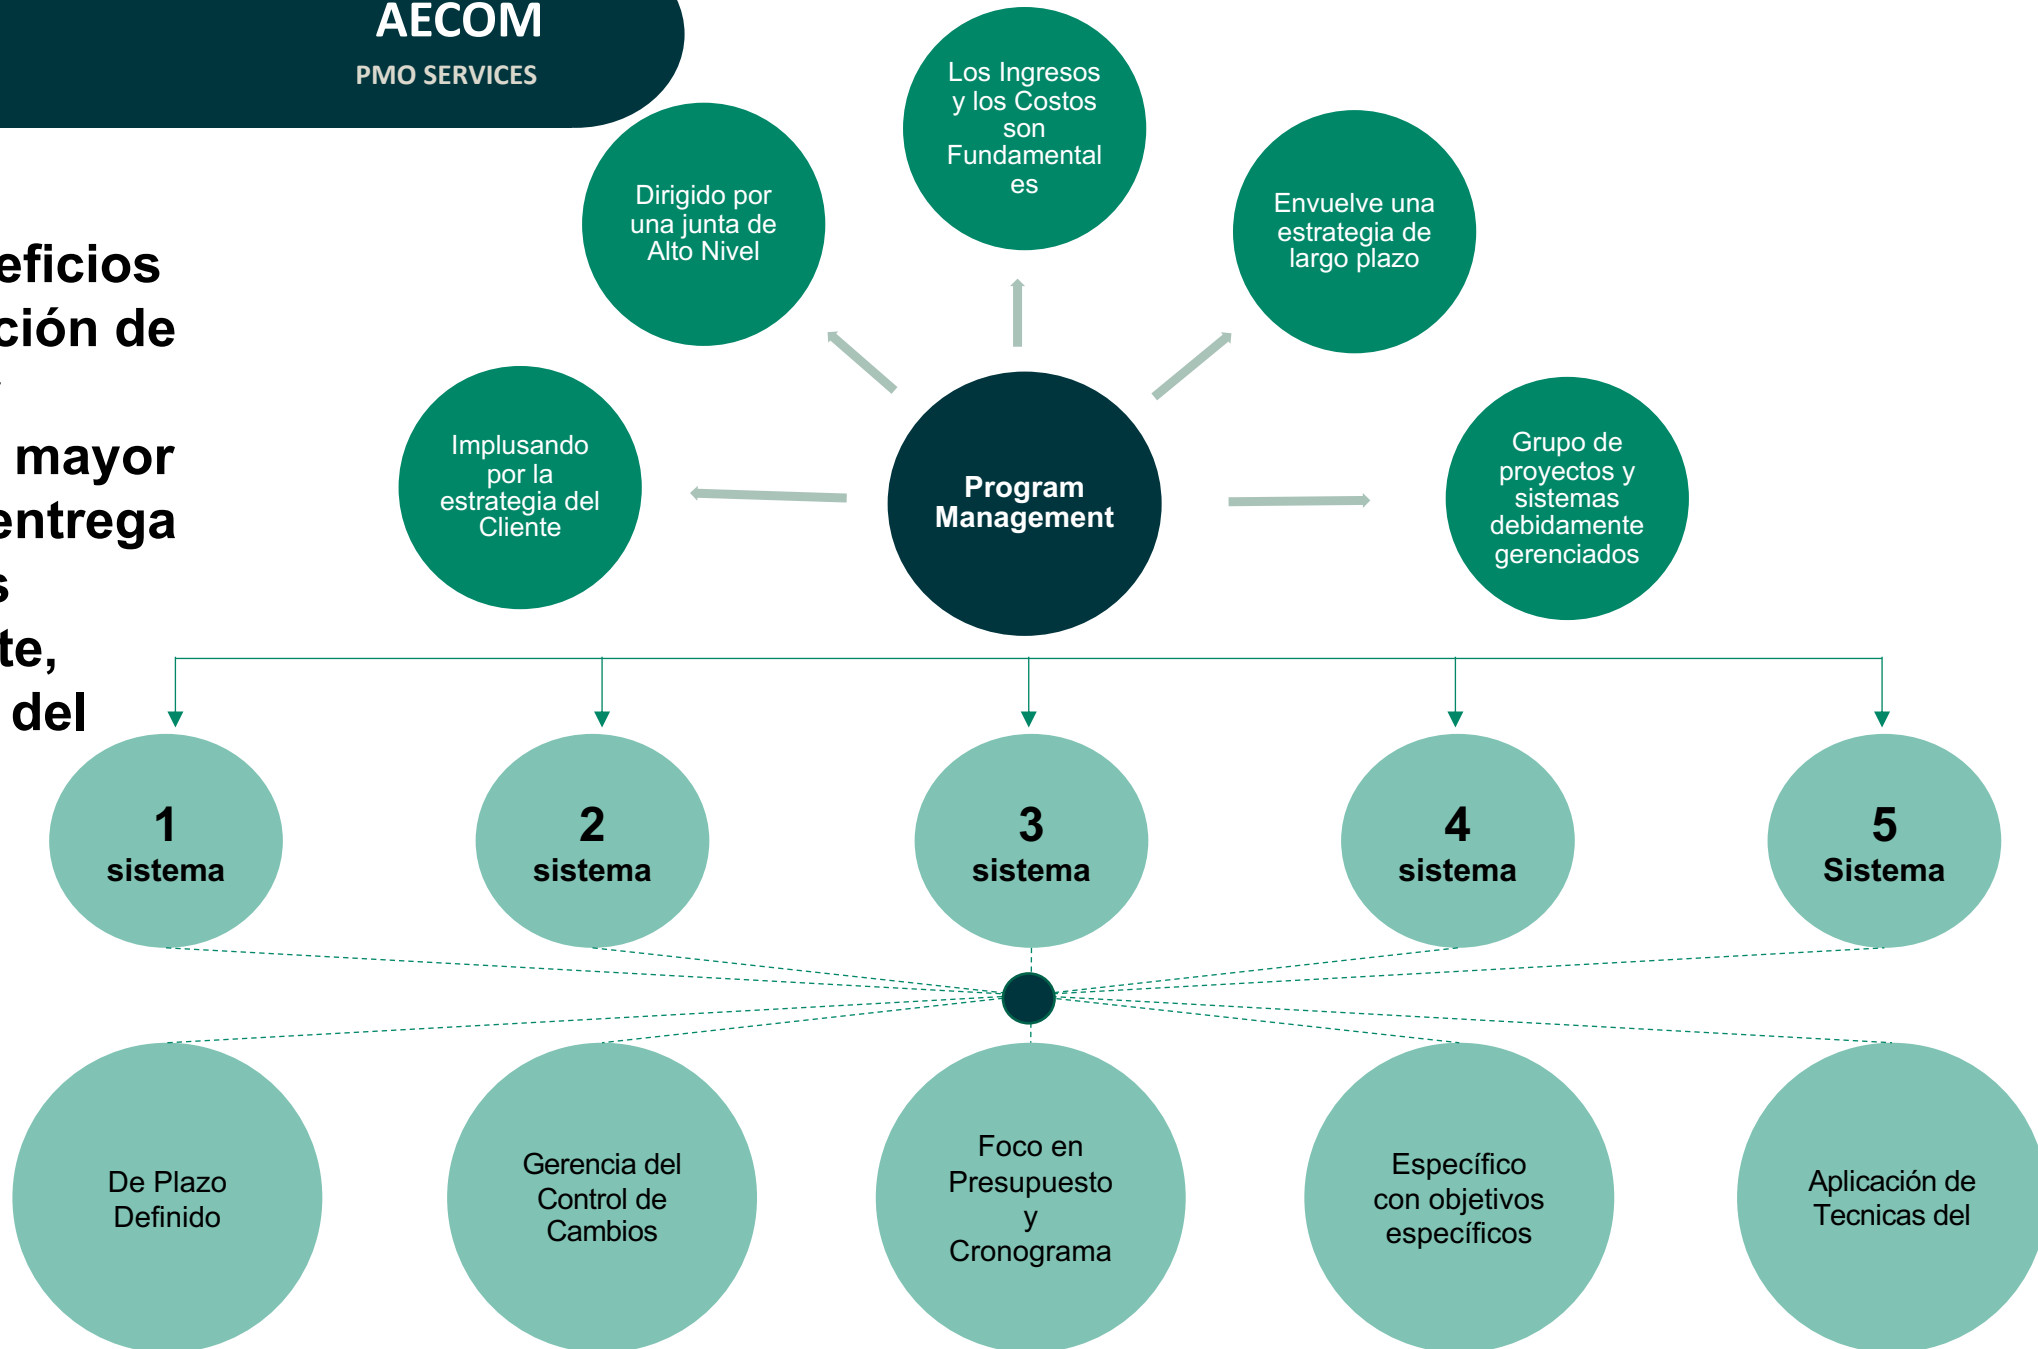 AECOM
PMO SERVICES
eficios
ción de
mayor
entrega
s
te,
del
Los Ingresos
y los Costos
son
Fundamental
es
Dirigido por
una junta de
Alto Nivel
Envuelve una
estrategia de
largo plazo
Implusando
por la
estrategia del
Cliente
Program
Management
Grupo de
proyectos y
sistemas
debidamente
gerenciados
1
sistema
2
sistema
3
sistema
4
sistema
5
Sistema
De Plazo
Definido
Gerencia del
Control de
Cambios
Foco en
Presupuesto
y
Cronograma
Específico
con objetivos
específicos
Aplicación de
Tecnicas del